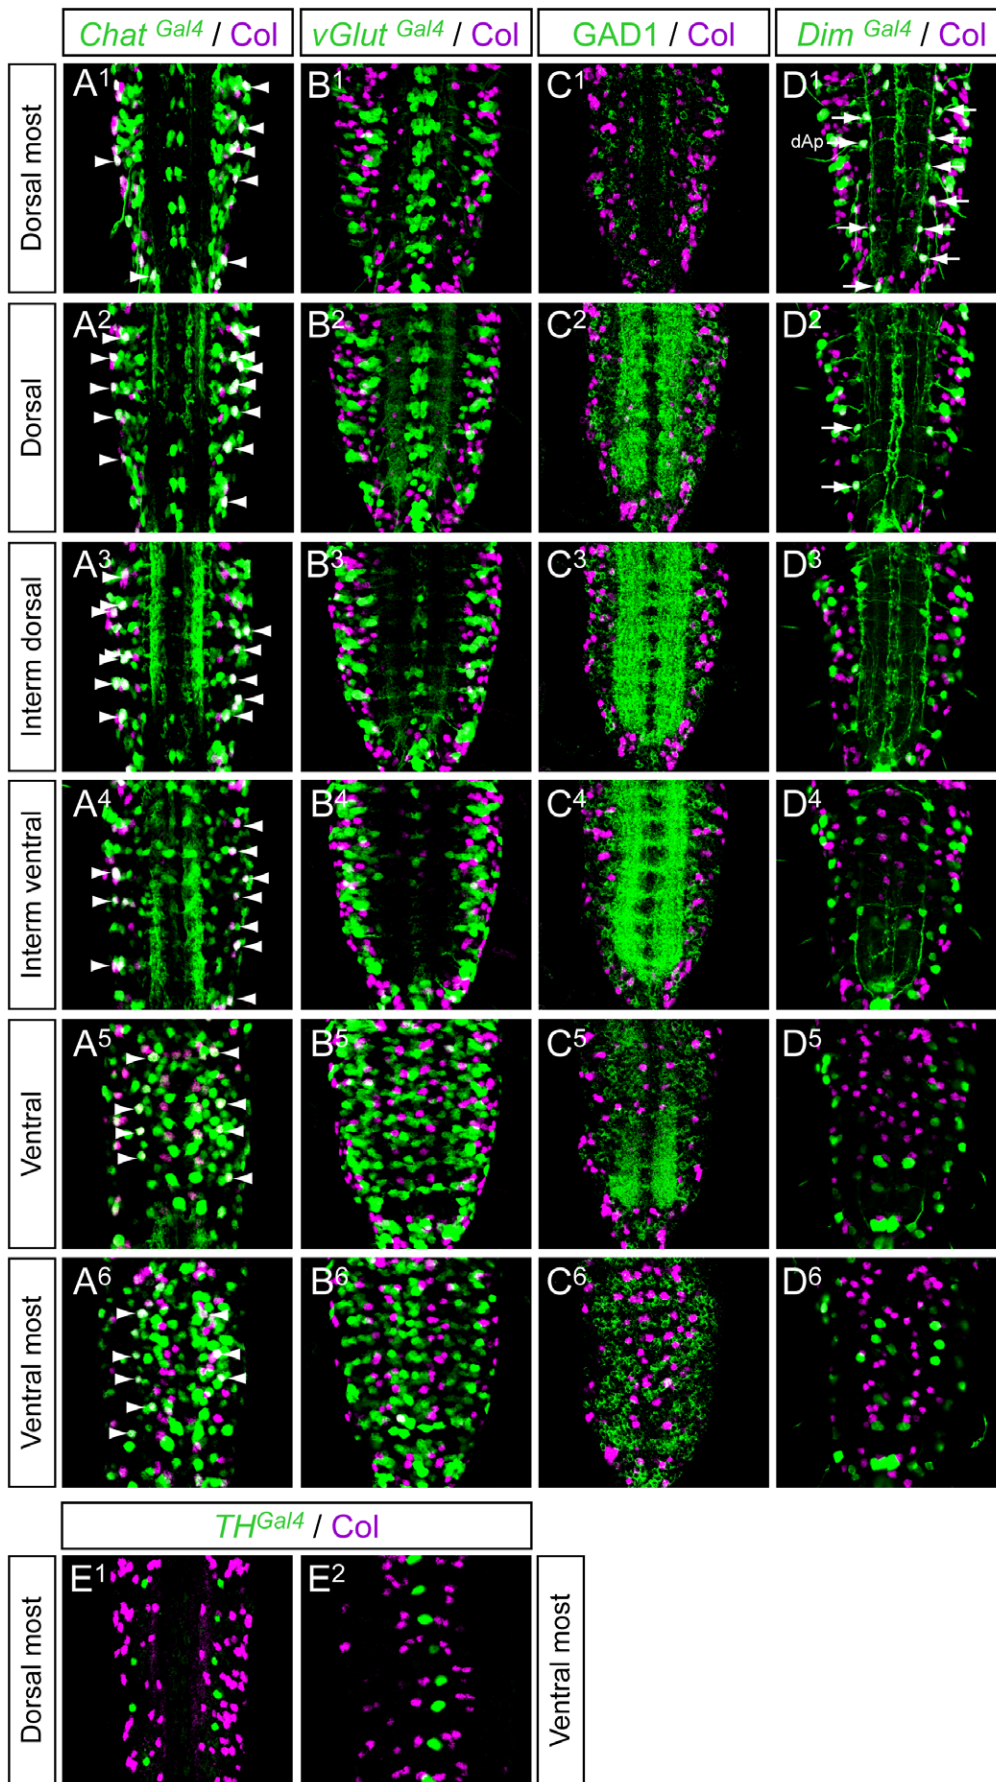 Chat Gal4 / Col
vGlut Gal4 / Col
GAD1 / Col
Dim Gal4 / Col
Dorsal most
A1
B1
C1
D1
dAp
Dorsal
A2
B2
C2
D2
Interm dorsal
A3
B3
C3
D3
Interm ventral
A4
B4
C4
D4
Ventral
A5
B5
C5
D5
Ventral most
A6
B6
C6
D6
THGal4 / Col
Dorsal most
E1
E2
Ventral most